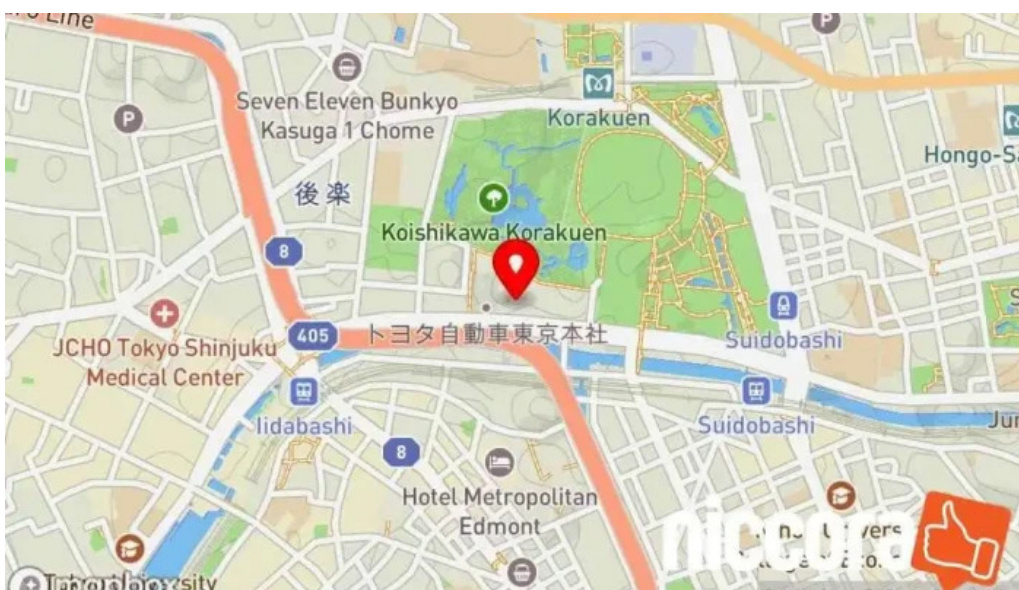 Line
Seven Eleven Bunkyo
Kasuga 1 Chome
Korakuen
Hongo-Sa
後楽
Koishikawa Korakuen
8
405
トヨタ自動車東京本社
JCHO Tokyo Shinjuku
Medical Center
Suidobashi
Iidabashi
Suidobashi
8
Hotel Metropolitan
Edmont
niccora